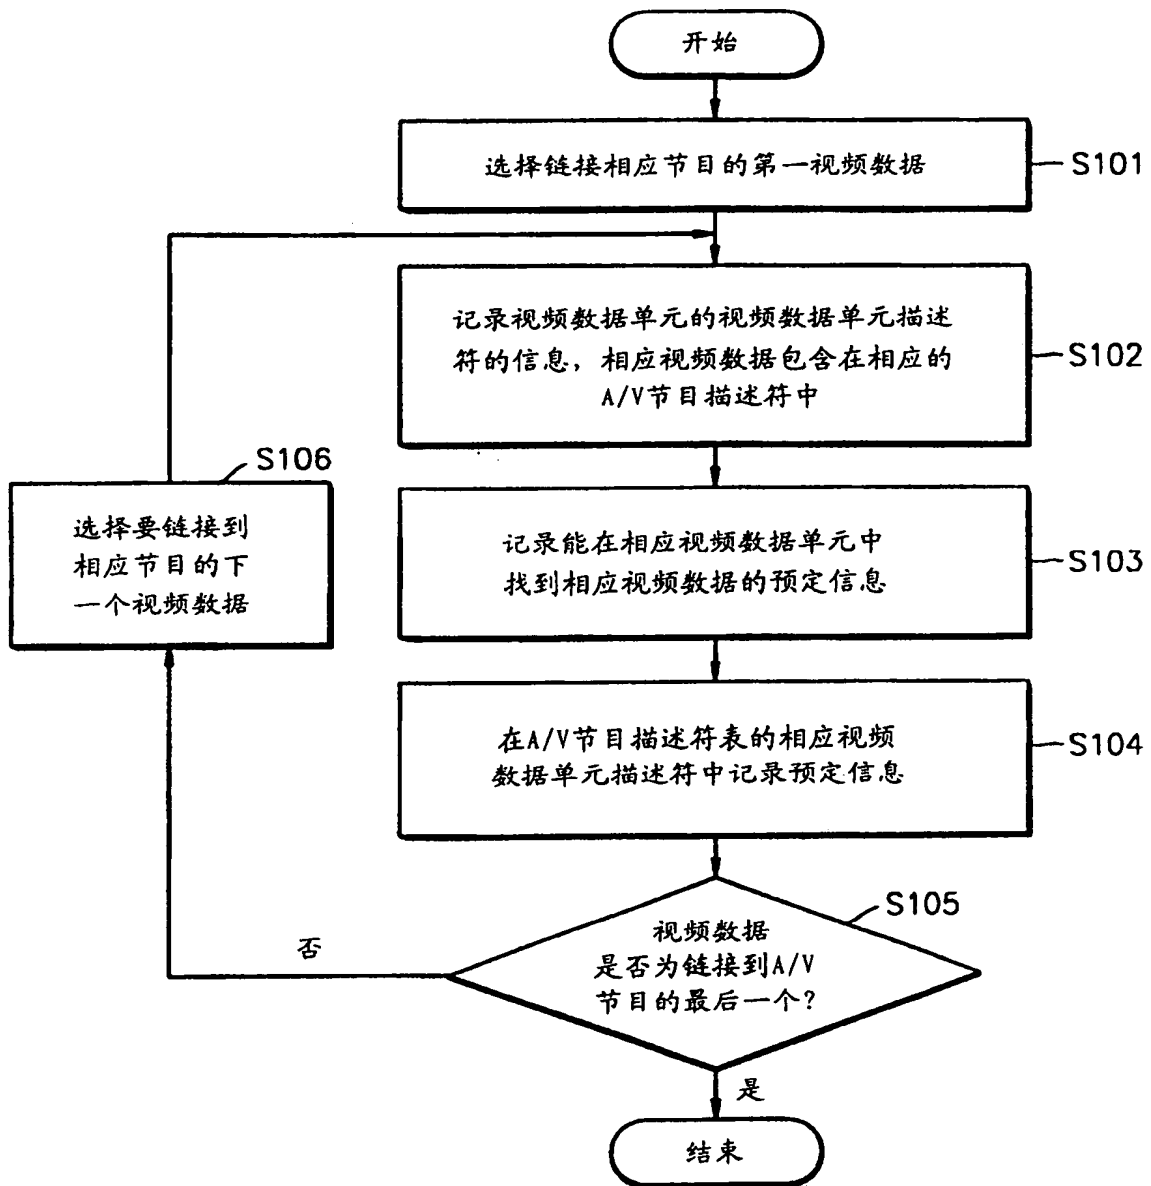 开始
选择链接相应节目的第一视频数据
S101
记录视频数据单元的视频数据单元描述
符的信息，相应视频数据包含在相应的
A/V节目描述符中
S102
S106
选择要链接到
相应节目的下
一个视频数据
记录能在相应视频数据单元中
找到相应视频数据的预定信息
S103
在A/V节目描述符表的相应视频
数据单元描述符中记录预定信息
S104
S105
视频数据
是否为链接到A/V
节目的最后一个?
否
是
结束